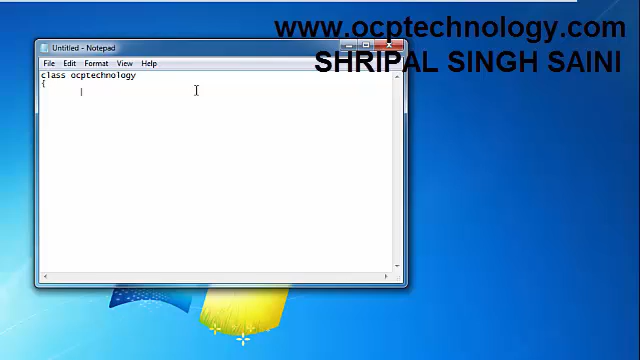 www.ocptechnology.com
SHRIPAL SINGH SAINI
Untitled - Notepad
File Edit Format View Help
class ocptechnology
{